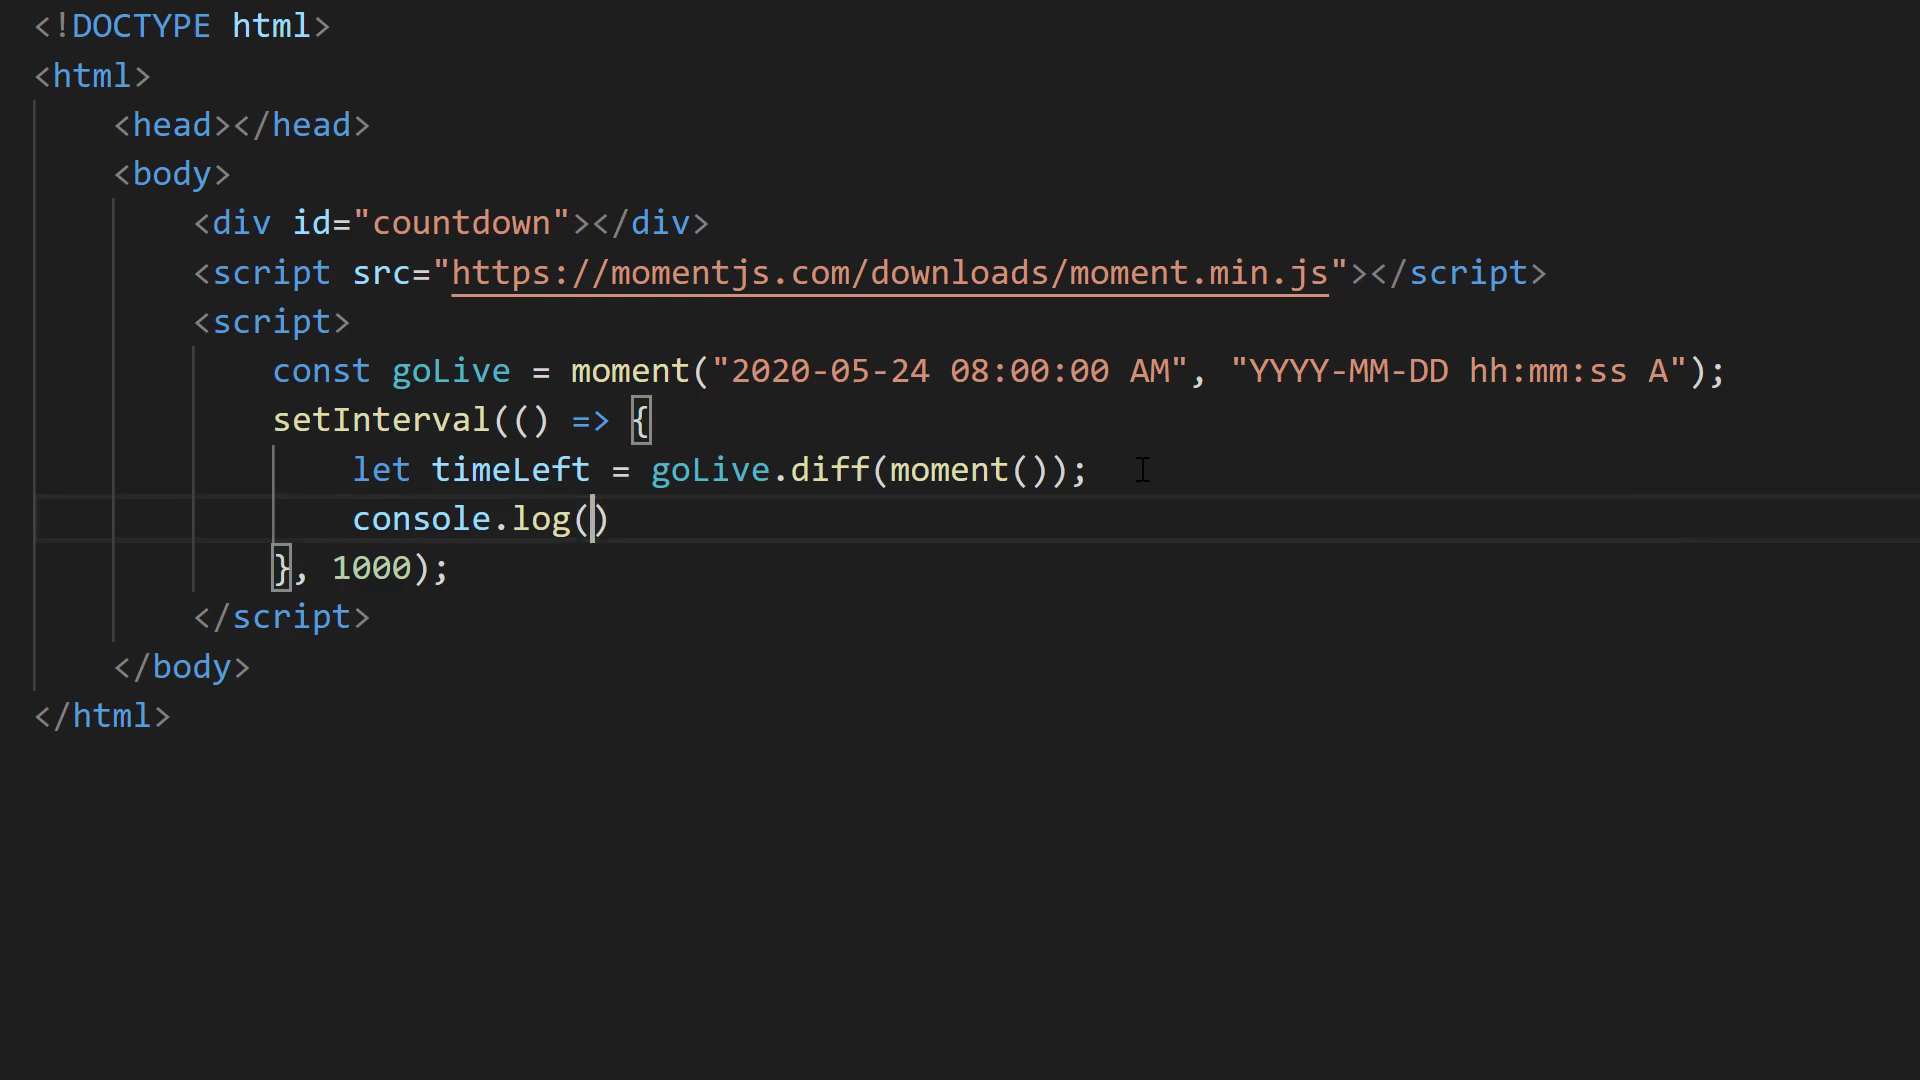 <!DOCTYPE html>
<html>
<head></head>
<body>
<div id="countdown"></div>
<script src="https://momentjs.com/downloads/moment.min.js"></script>
<script>
const goLive = moment("2020-05-24 08:00:00 AM", "YYYY-MM-DD hh:mm:ss A");
setInterval(() => {
let timeLeft = goLive.diff(moment());
console.log()
}, 1000);
</script>
</body>
</html>